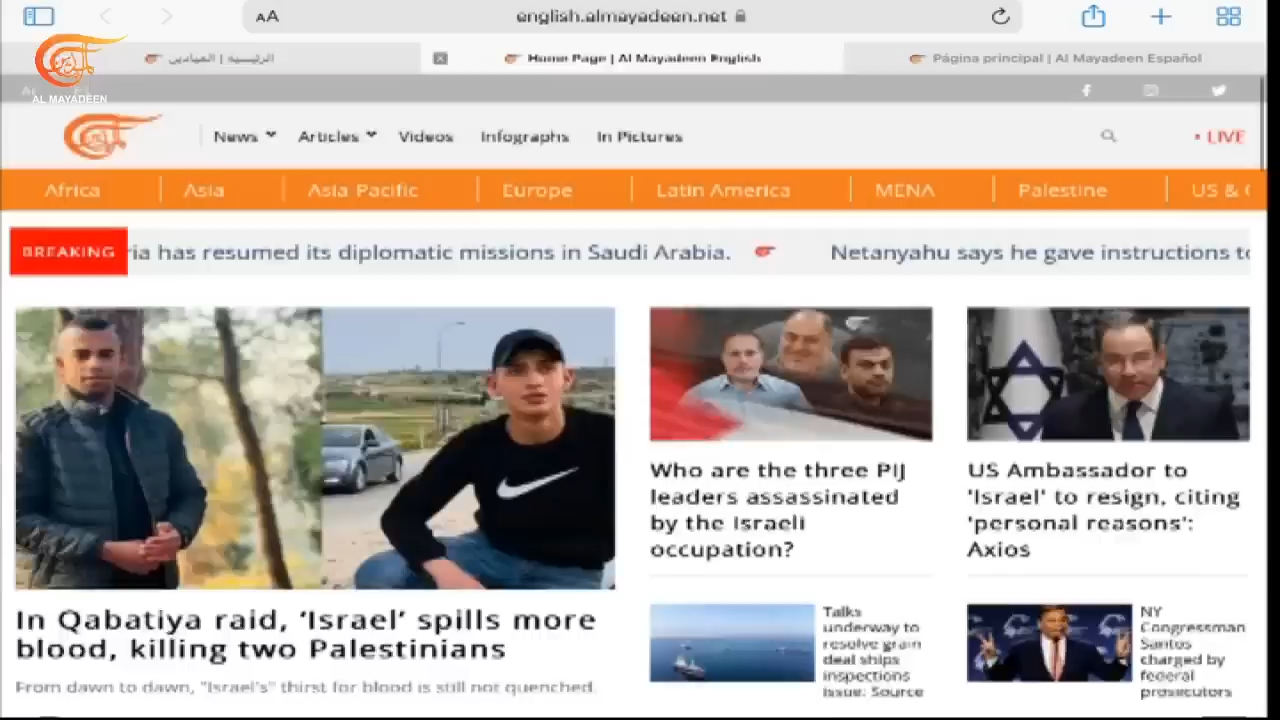 AA
english.almayadeen.net
الرئيسية | الميادين
Home Page | Al Mayadeen English
Página principal | Al Mayadeen Español
AL MAYADEEN
News
Articles
Videos
Infographs
In Pictures
• LIVE
Africa
Asia
Asia Pacific
Europe
Latin America
MENA
Palestine
US &
BREAKING
ria has resumed its diplomatic missions in Saudi Arabia.
Netanyahu says he gave instructions to
In Qabatiya raid, ‘Israel’ spills more
blood, killing two Palestinians
From dawn to dawn, "Israel's" thirst for blood is still not quenched.
Who are the three PIJ
leaders assassinated
by the Israeli
occupation?
US Ambassador to
'Israel' to resign, citing
'personal reasons':
Axios
Talks
underway to
resolve grain
deal ships
inspections
issue: Source
NY
Congressman
Santos
charged by
federal
prosecutors